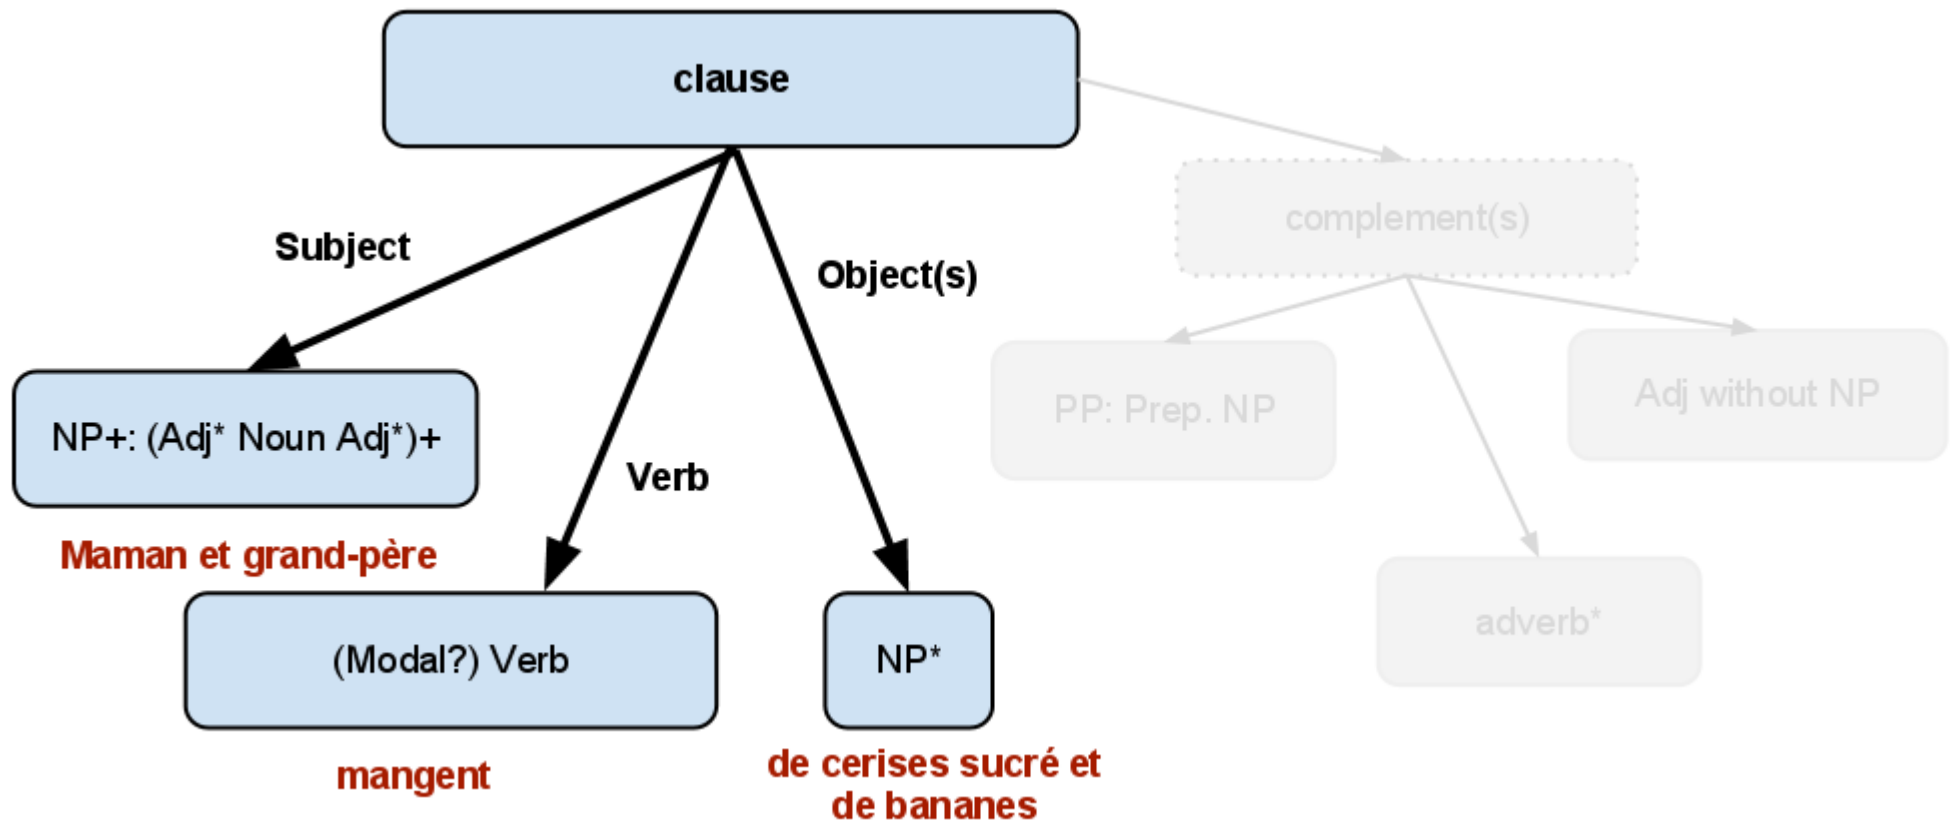 clause
complement(s)
Subject
Object(s)
PP: Prep. NP
Adj without NP
NP+: (Adj* Noun Adj*)+
Verb
Maman et grand-père
adverb*
(Modal?) Verb
NP*
mangent
de cerises sucré et
de bananes